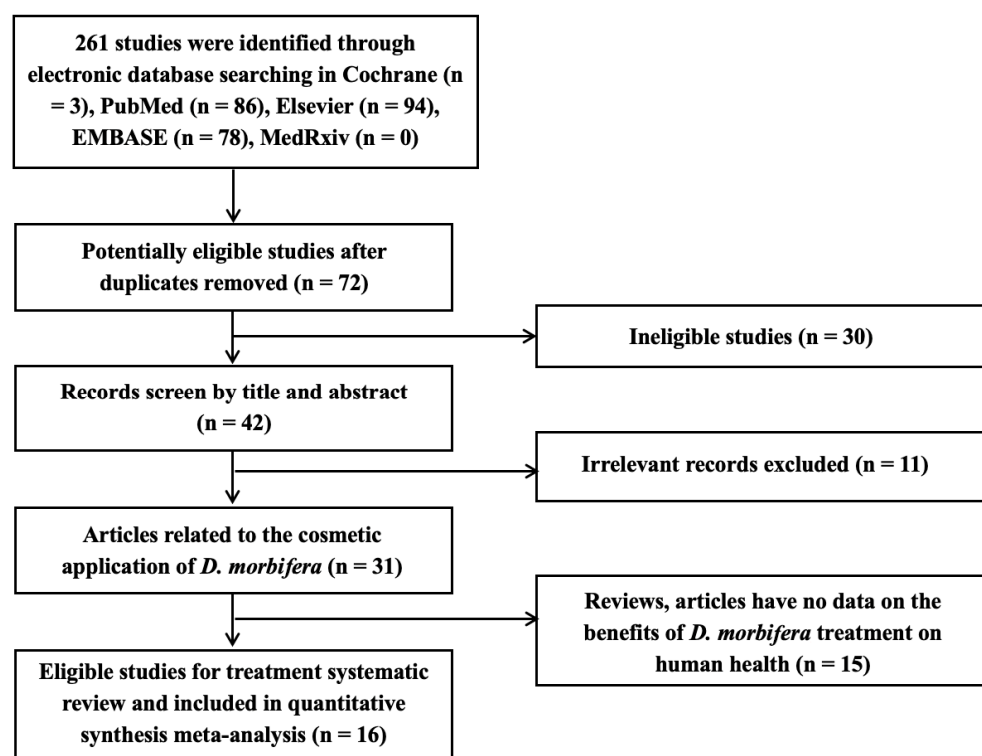 261 studies were identified through
electronic database searching in Cochrane (n
= 3), PubMed (n = 86), Elsevier (n = 94),
EMBASE (n = 78), MedRxiv (n = 0)
Potentially eligible studies after
duplicates removed (n = 72)
Ineligible studies (n = 30)
Records screen by title and abstract
(n = 42)
Irrelevant records excluded (n = 11)
Articles related to the cosmetic
application of D. morbifera (n = 31)
Reviews, articles have no data on the
benefits of D. morbifera treatment on
human health (n = 15)
Eligible studies for treatment systematic
review and included in quantitative
synthesis meta-analysis (n = 16)